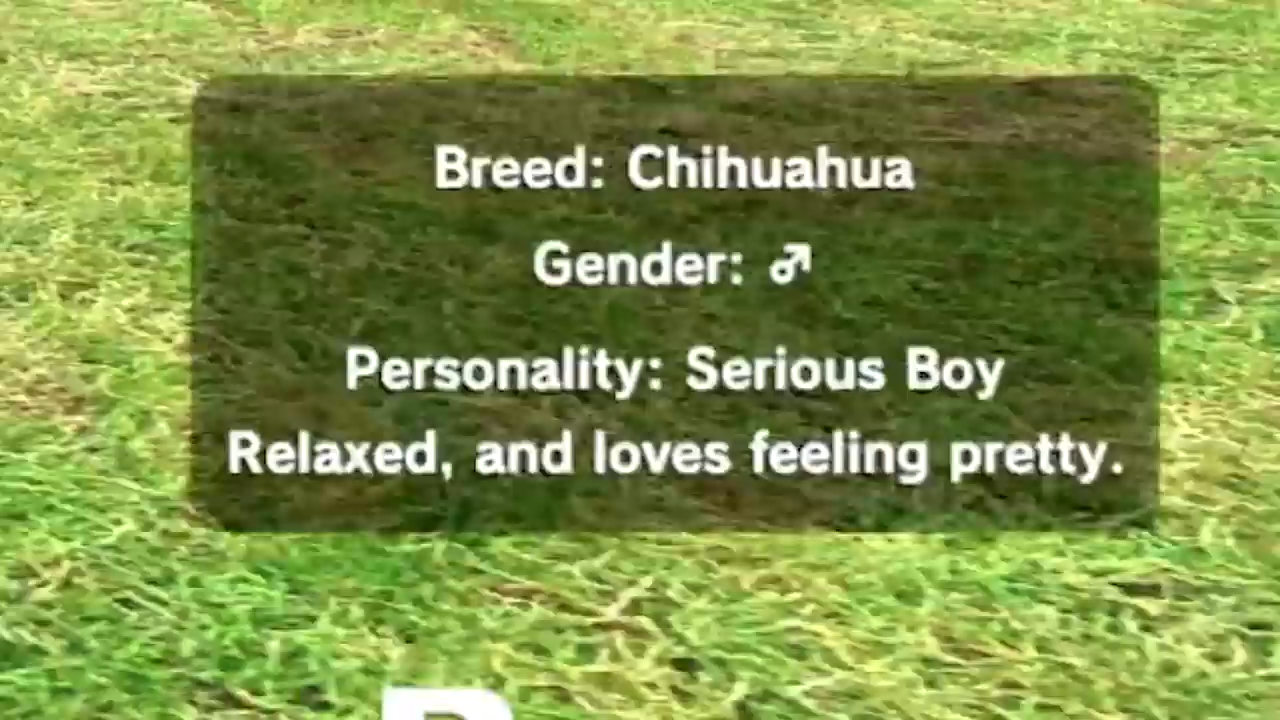 Breed: Chihuahua
Gender: ♂
Personality: Serious Boy
Relaxed, and loves feeling pretty.